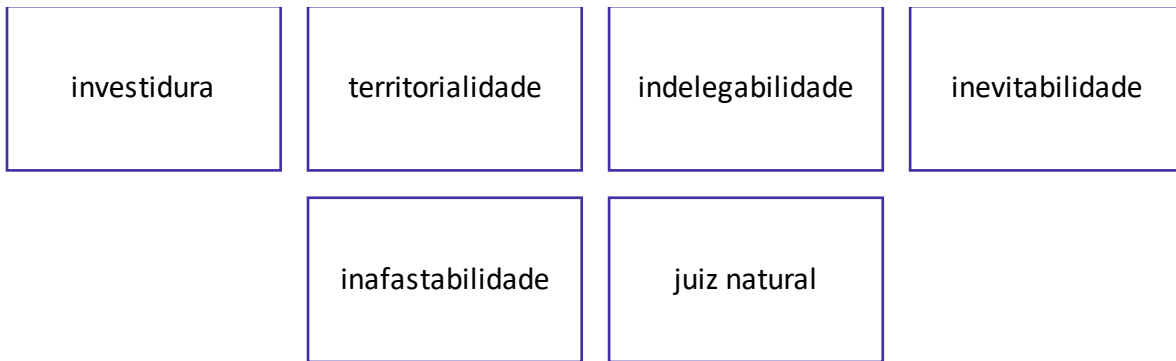 investidura
territorialidade
indelegabilidade
inevitabilidade
inafastabilidade
juiz natural